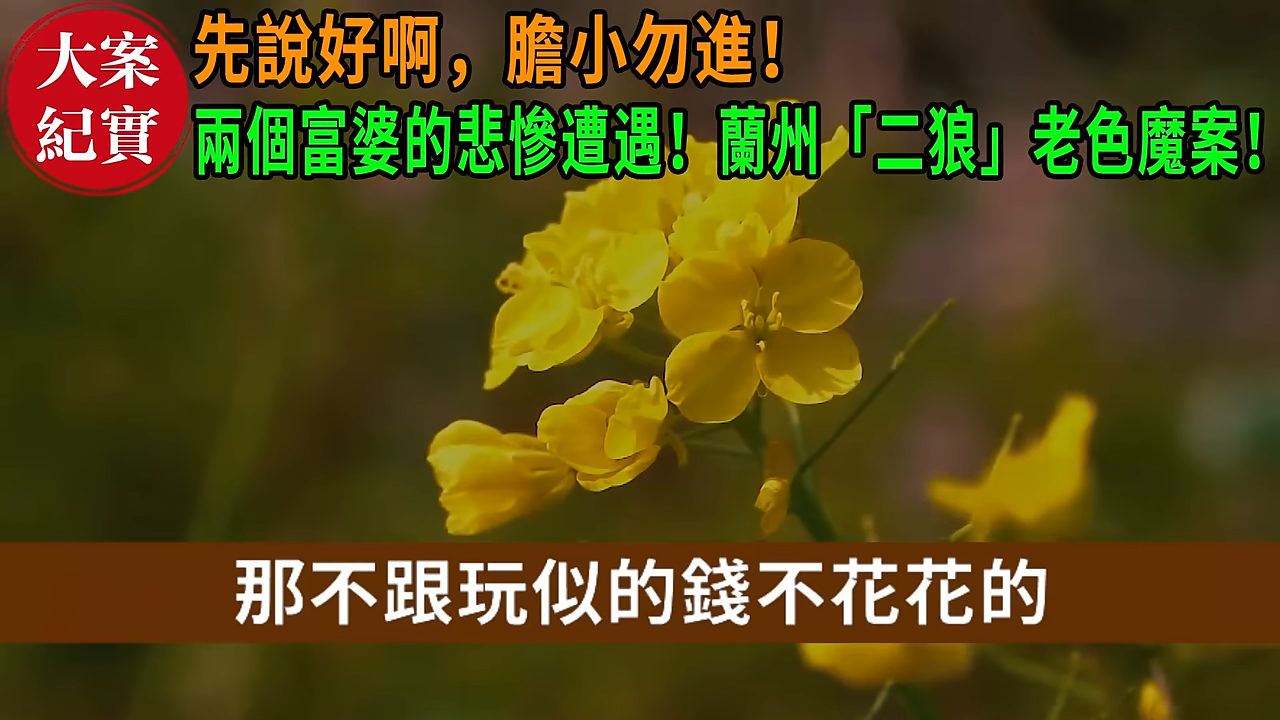 大案
紀實
先說好啊，膽小勿進！
兩個富婆的悲慘遭遇！蘭州「二狼」老色魔案！
那不跟玩似的錢不花花的